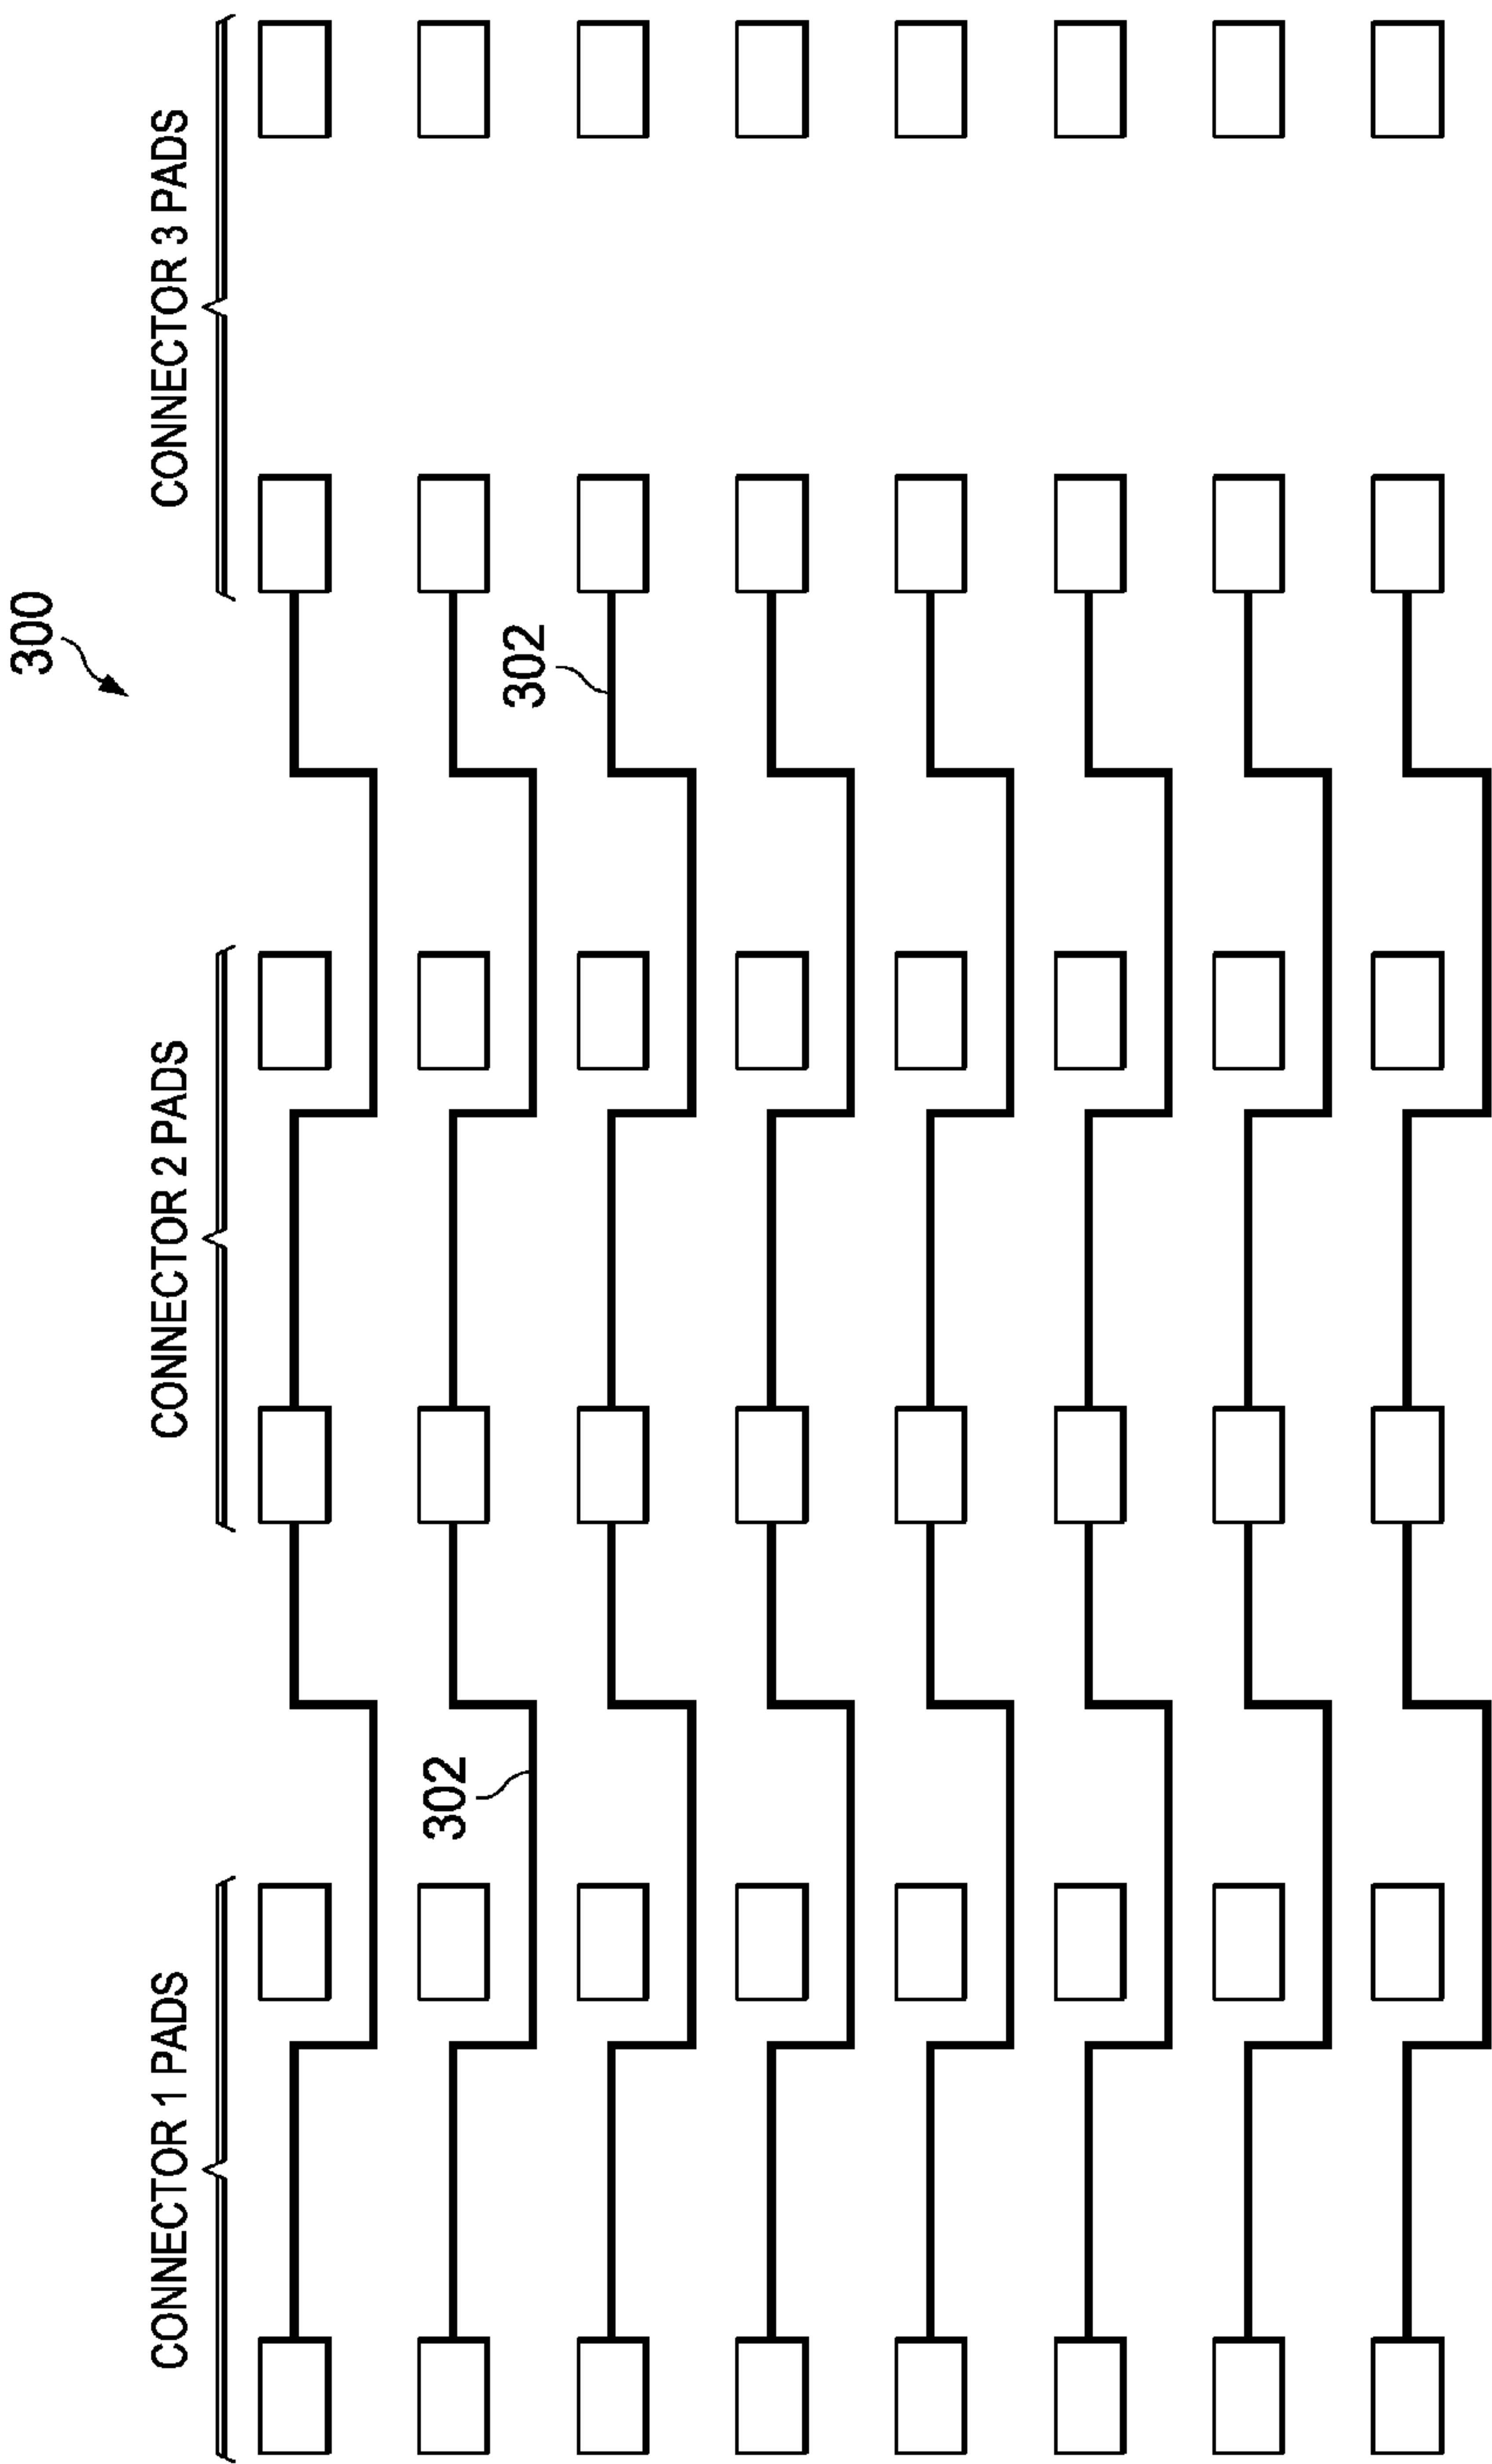 300
CONNECTOR 1 PADS
CONNECTOR 2 PADS
CONNECTOR 3 PADS
302
302